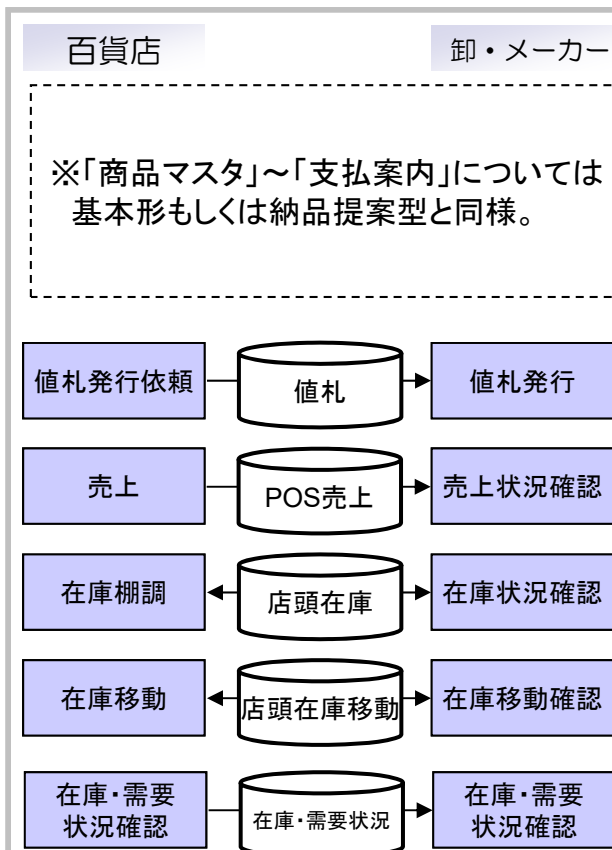 百貨店
卸・メーカー
※「商品マスタ」～「支払案内」については
基本形もしくは納品提案型と同様。
値札発行依頼
値札
値札発行
売上
POS売上
売上状況確認
在庫棚調
店頭在庫
在庫状況確認
在庫移動
店頭在庫移動
在庫移動確認
在庫・需要
状況確認
在庫・需要状況
在庫・需要
状況確認